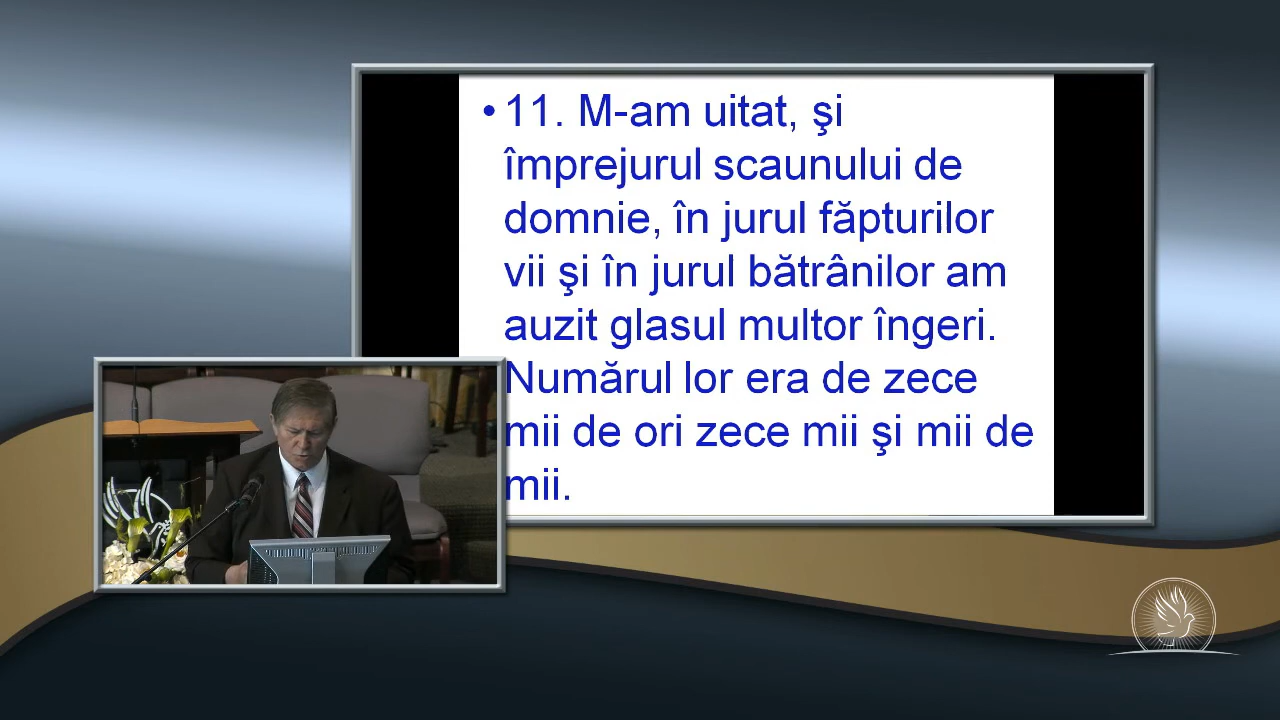 • 11. M-am uitat, şi
împrejurul scaunului de
domnie, în jurul făpturilor
vii şi în jurul bătrânilor am
auzit glasul multor îngeri.
Numărul lor era de zece
mii de ori zece mii şi mii de
mii.